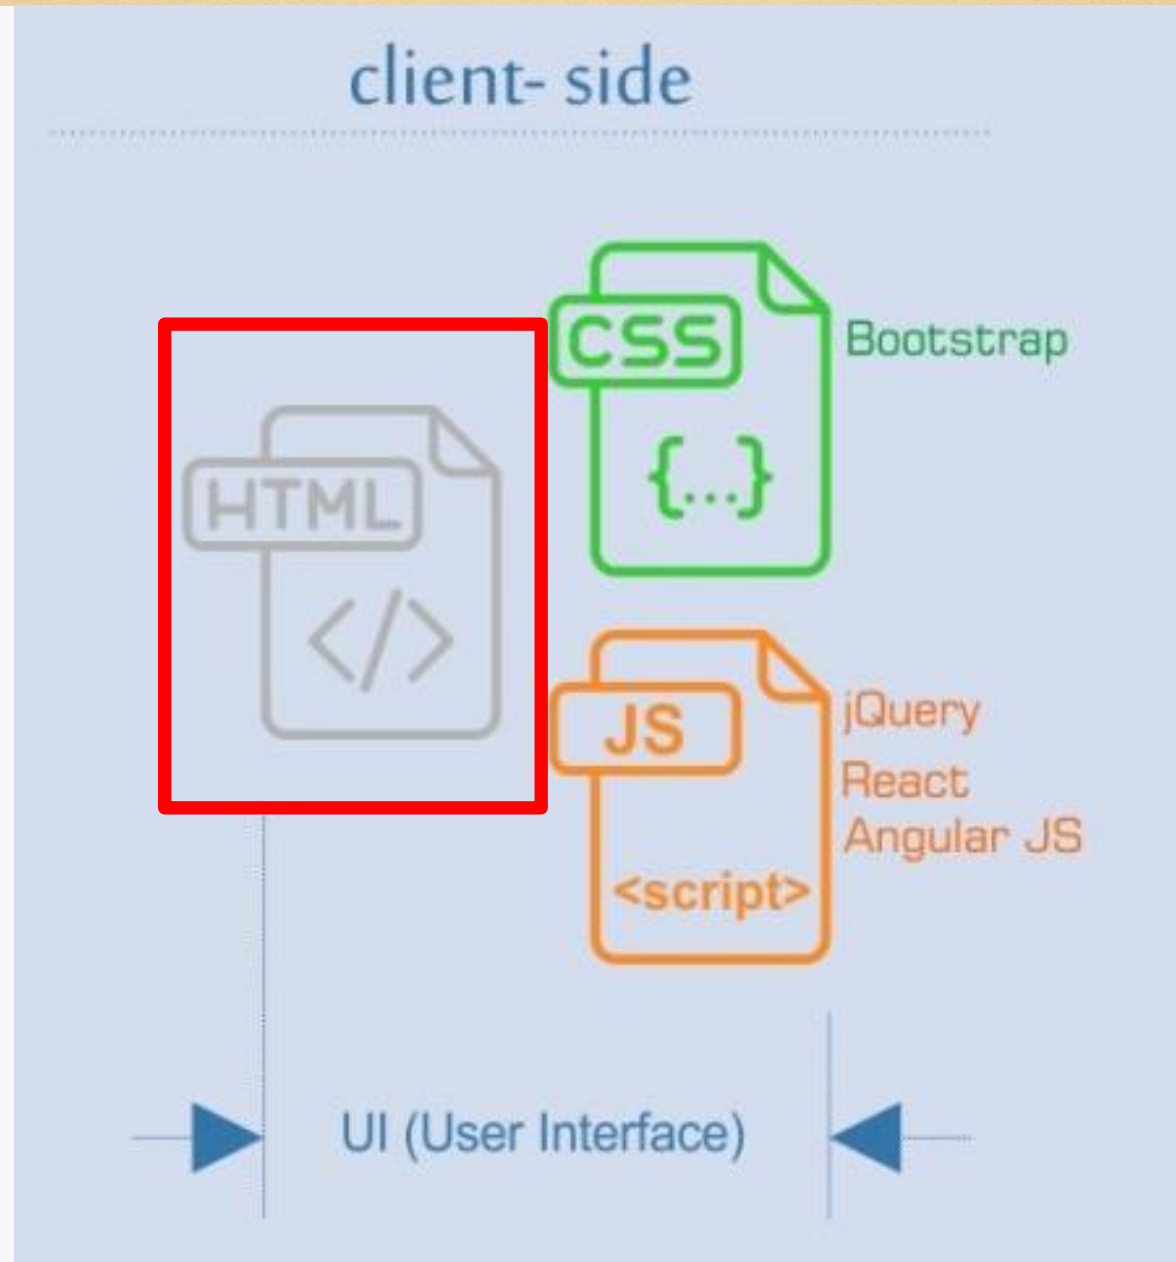 client- side
CSS
Bootstrap
{...}
HTML
</>
JS
jQuery
React
Angular JS
<script>
UI (User Interface)